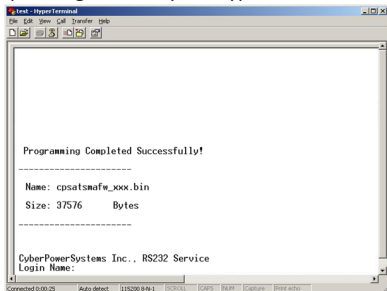 test - HyperTerminal
File Edit View Call Transfer Help
Programming Completed Successfully!
----------------------
Name: cpsatsmafw_xxx.bin
Size: 37576 Bytes
----------------------
CyberPowerSystems Inc., RS232 Service
Login Name:
Connected 0:00:25 Auto detect 115200 8-N-1 SCROLL CAPS NUM Capture Print echo